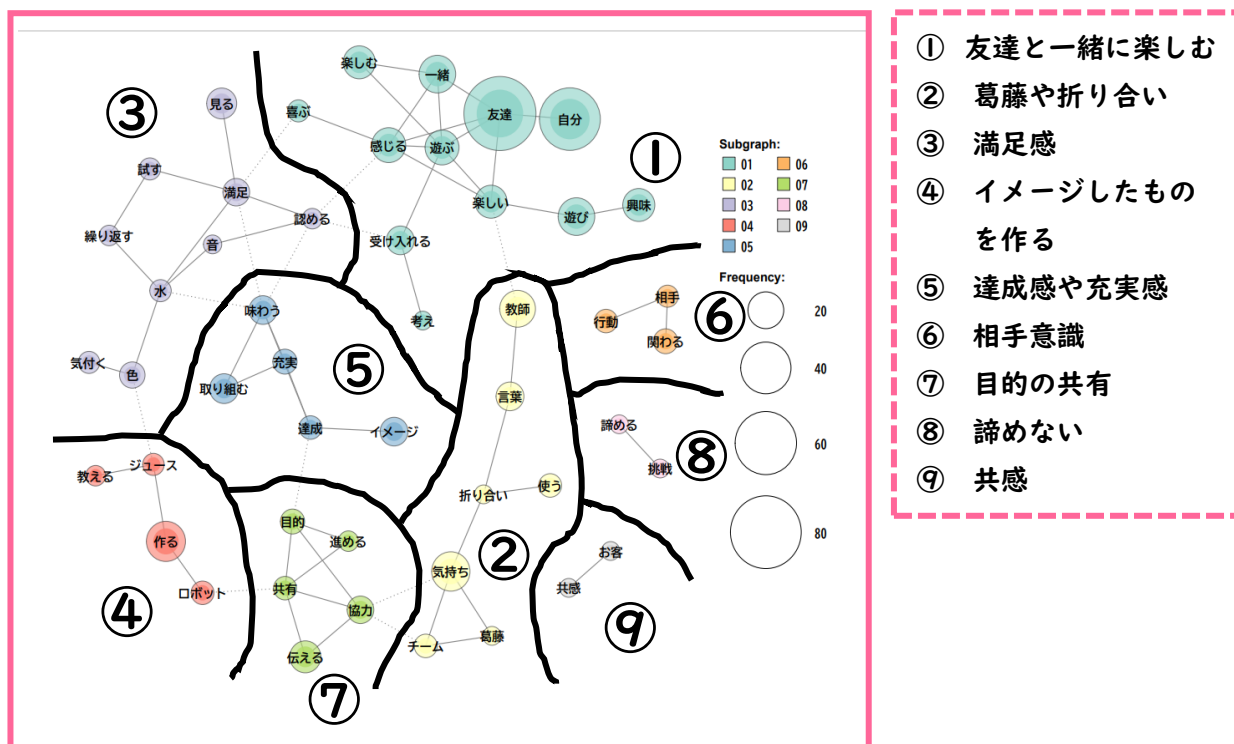 楽しむ
一緒
友達
自分
見る
喜ぶ
感じる
遊ぶ
③
①
試す
満足
認める
楽しい
遊び
興味
繰り返す
音
受け入れる
水
味わう
考え
教師
相手
行動
関わる
⑥
気付く
色
取り組む
充実
⑤
言葉
達成
イメージ
諦める
挑戦
⑧
教える
ジュース
折り合い
使う
作る
目的
進める
②
気持ち
お客
共感
ロボット
共有
協力
④
チーム
葛藤
⑨
伝える
⑦
Subgraph:
01 06
02 07
03 08
04 09
05
Frequency:
20
40
60
80
① 友達と一緒に楽しむ
② 葛藤や折り合い
③ 満足感
④ イメージしたもの
を作る
⑤ 達成感や充実感
⑥ 相手意識
⑦ 目的の共有
⑧ 諦めない
⑨ 共感